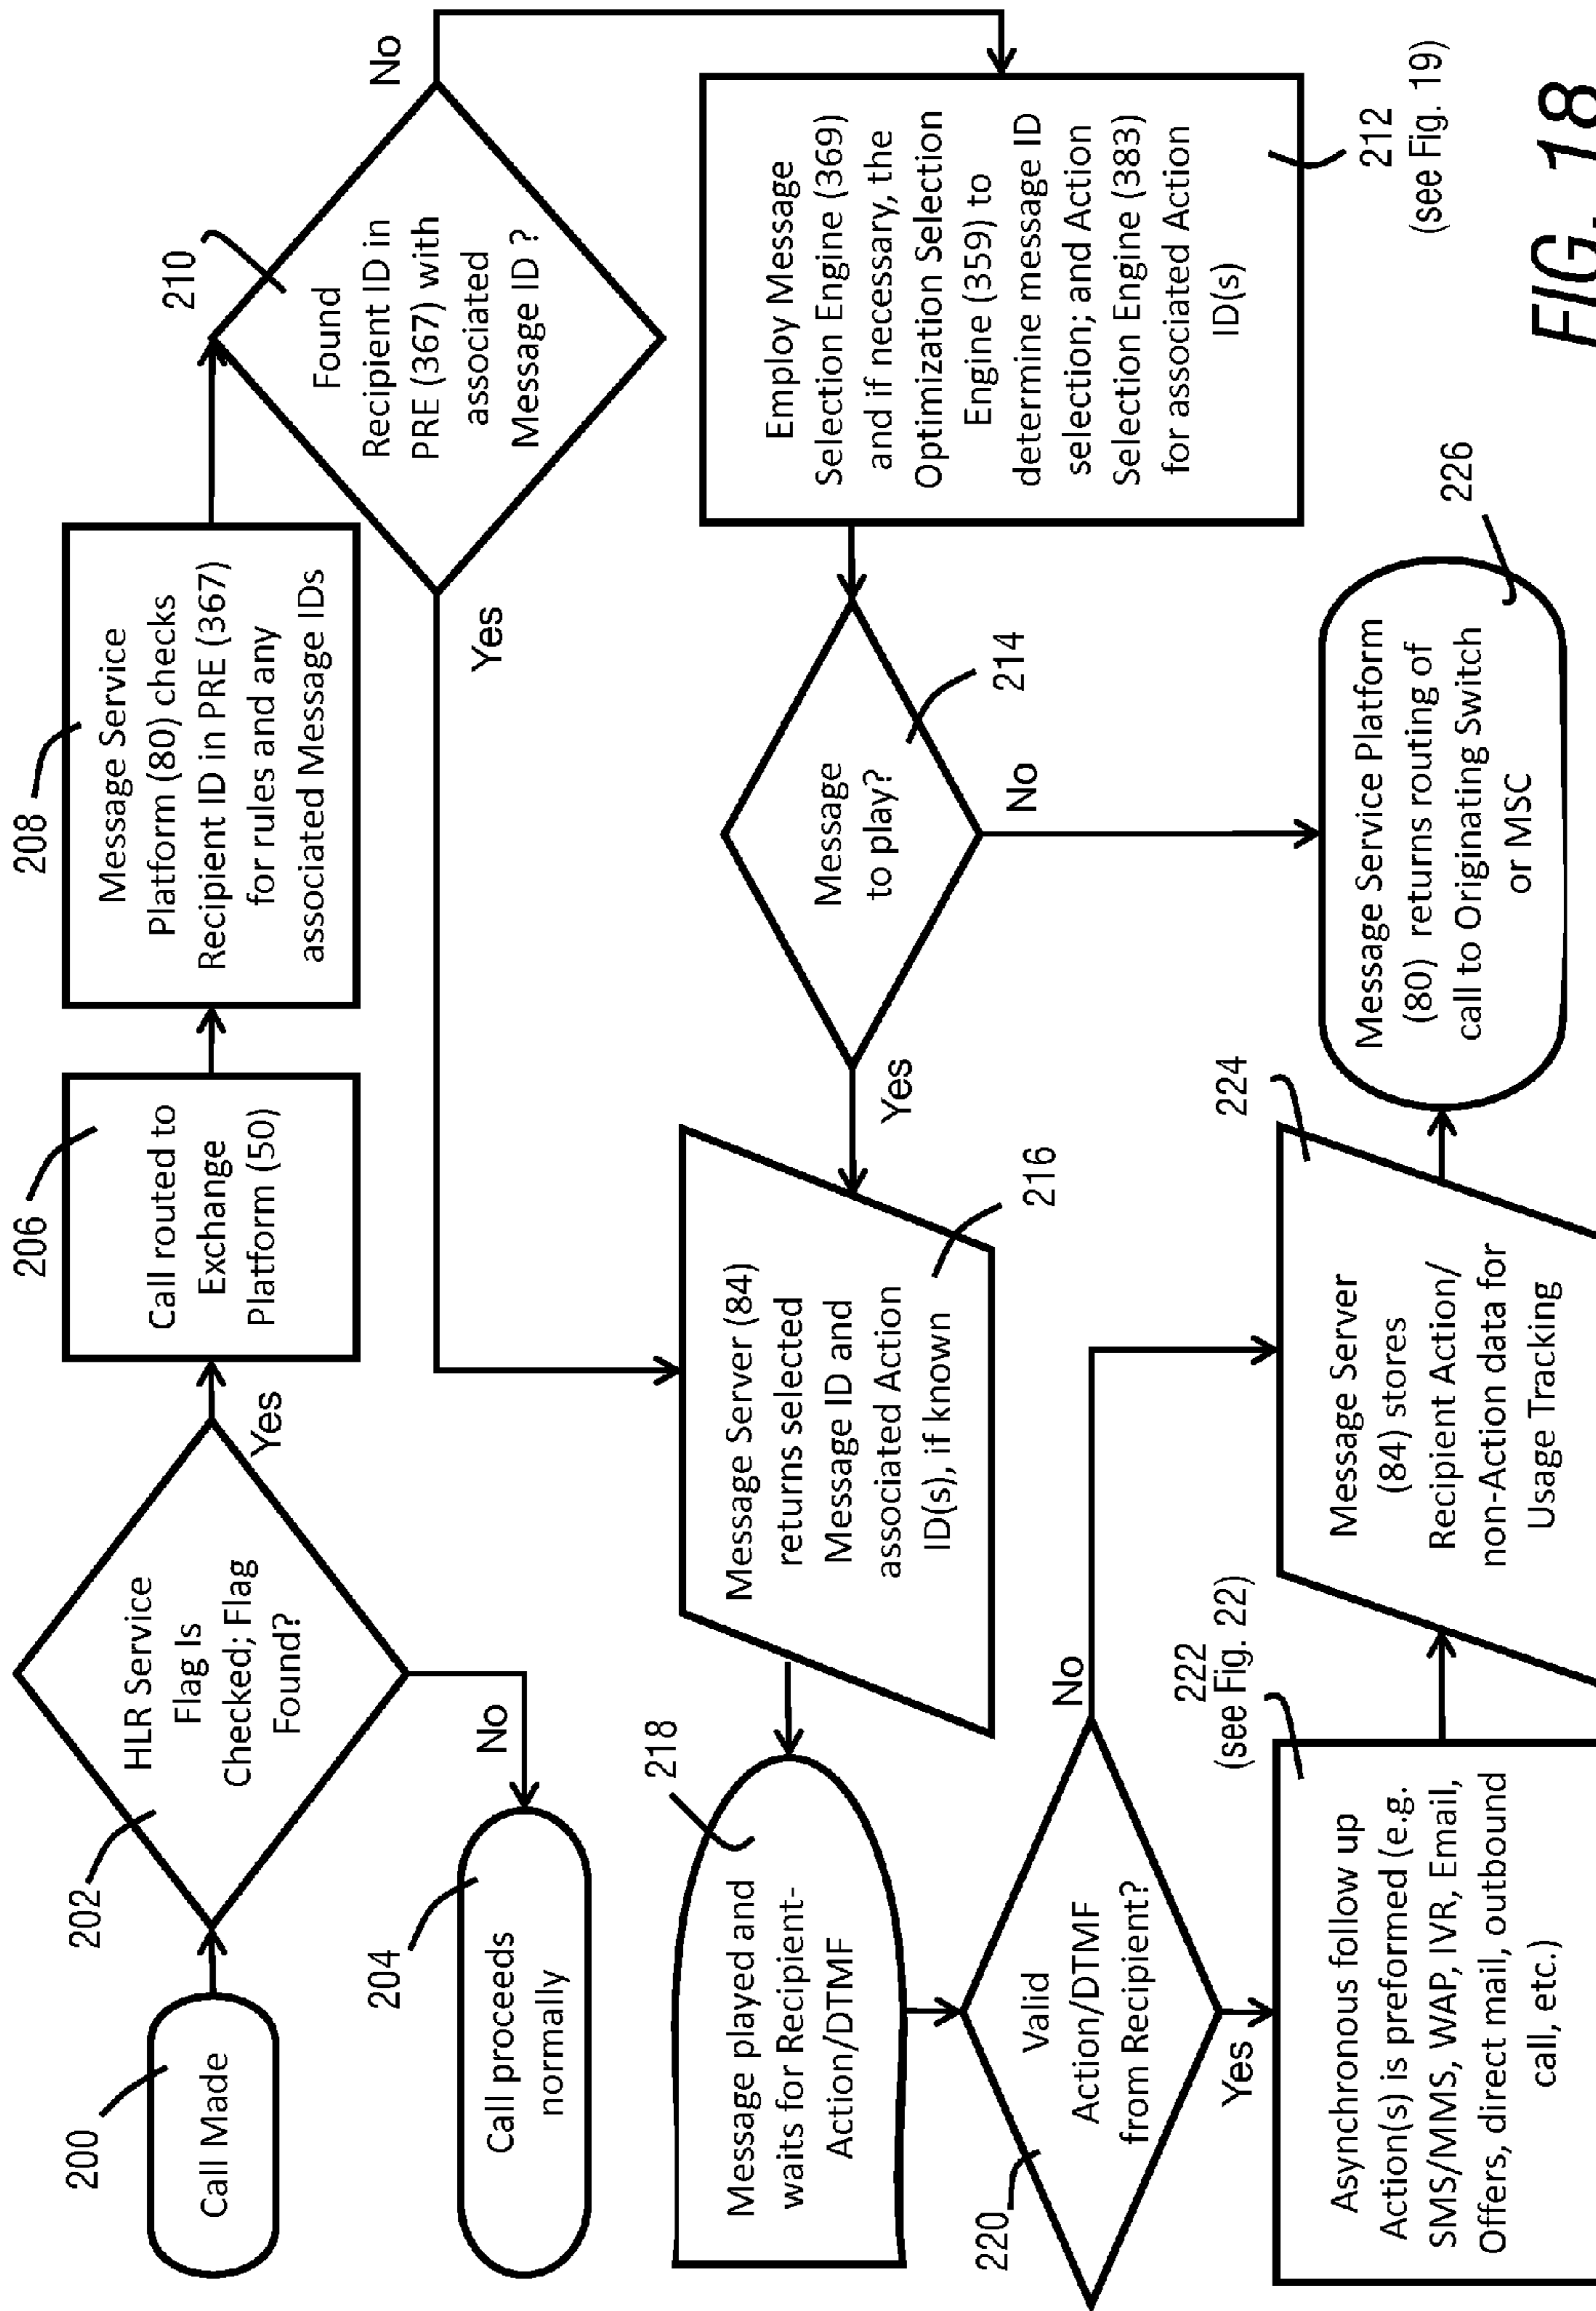 200
Call Made
202
HLR Service
Flag Is
Checked; Flag
Found?
Yes
No
204
Call proceeds
normally
206
Call routed to
Exchange
Platform (50)
208
Message Service
Platform (80) checks
Recipient ID in PRE (367)
for rules and any
associated Message IDs
210
Found
Recipient ID in
PRE (367) with
associated
Message ID ?
No
Yes
Employ Message
Selection Engine (369)
and if necessary, the
Optimization Selection
Engine (359) to
determine message ID
selection; and Action
Selection Engine (383)
for associated Action
ID(s)
212
(see Fig. 19)
Message
to play?
214
Yes
No
Message Server (84)
returns selected
Message ID and
associated Action
ID(s), if known
216
218
Message played and
waits for Recipient-
Action/DTMF
220
Valid
Action/DTMF
from Recipient?
No
Yes
222
(see Fig. 22)
Asynchronous follow up
Action(s) is preformed (e.g.
SMS/MMS, WAP, IVR, Email,
Offers, direct mail, outbound
call, etc.)
224
Message Server
(84) stores
Recipient Action/
non-Action data for
Usage Tracking
226
Message Service Platform
(80) returns routing of
call to Originating Switch
or MSC
FIG. 18